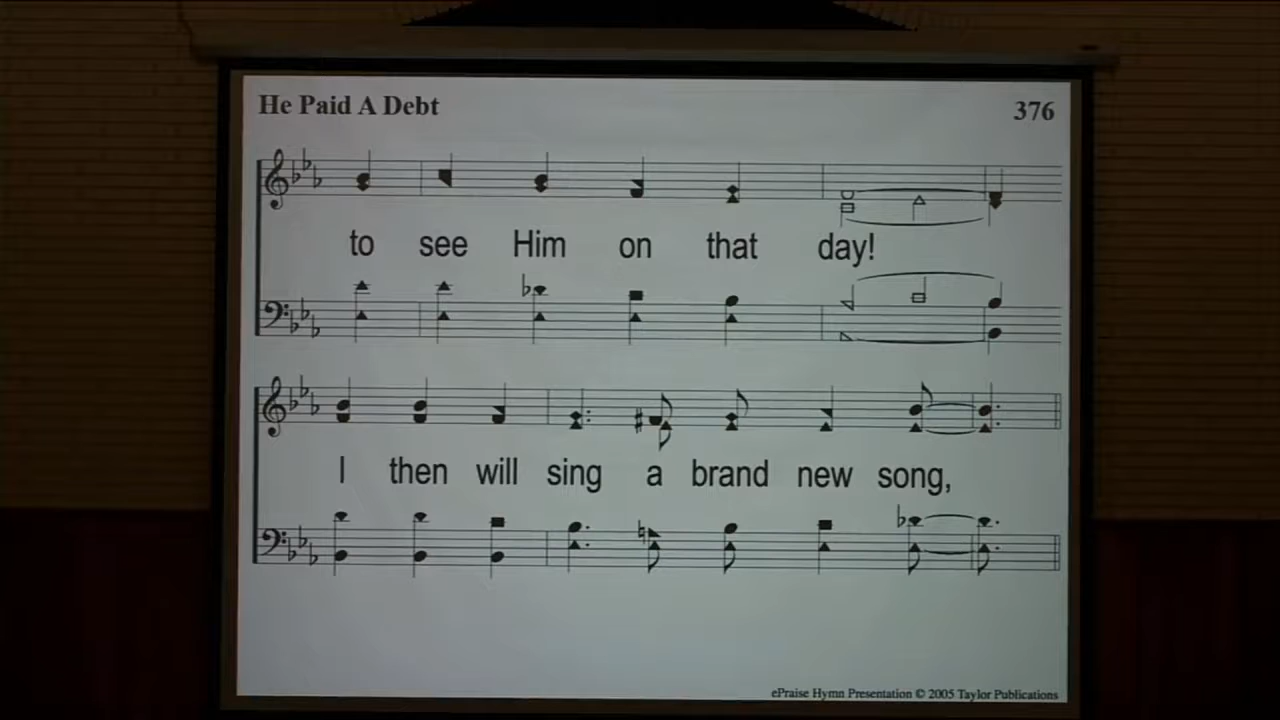 He Paid A Debt
376
to see Him on that day!
I then will sing a brand new song,
ePraise Hymn Presentation © 2005 Taylor Publications